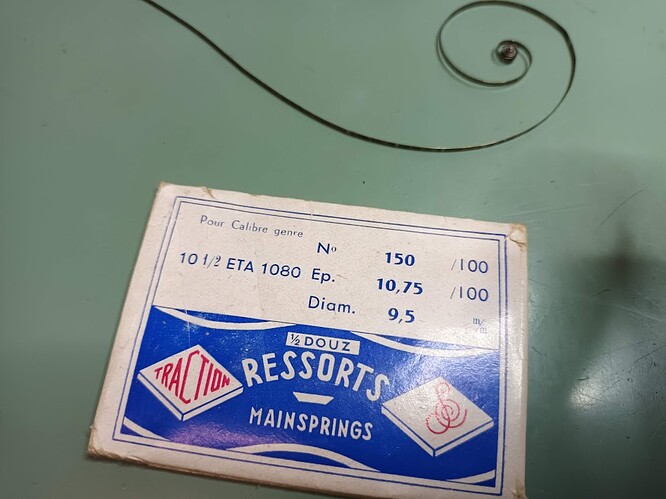 Pour Calibre genre
Nº 150 /100
10 1/2 ETA 1080 Ep. 10,75 /100
Diam. 9,5 m/m
½ DOUZ
TRACTION
RESSORTS
MAINSPRINGS